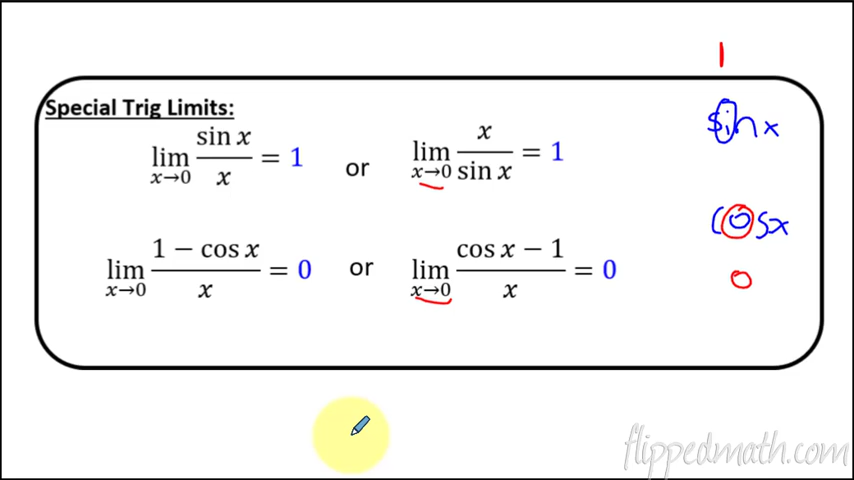 1
Special Trig Limits:
lim x→0 sin x / x = 1 or lim x→0 x / sin x = 1
sin x
lim x→0 1 − cos x / x = 0 or lim x→0 cos x − 1 / x = 0
cosx
0
flippedmath.com